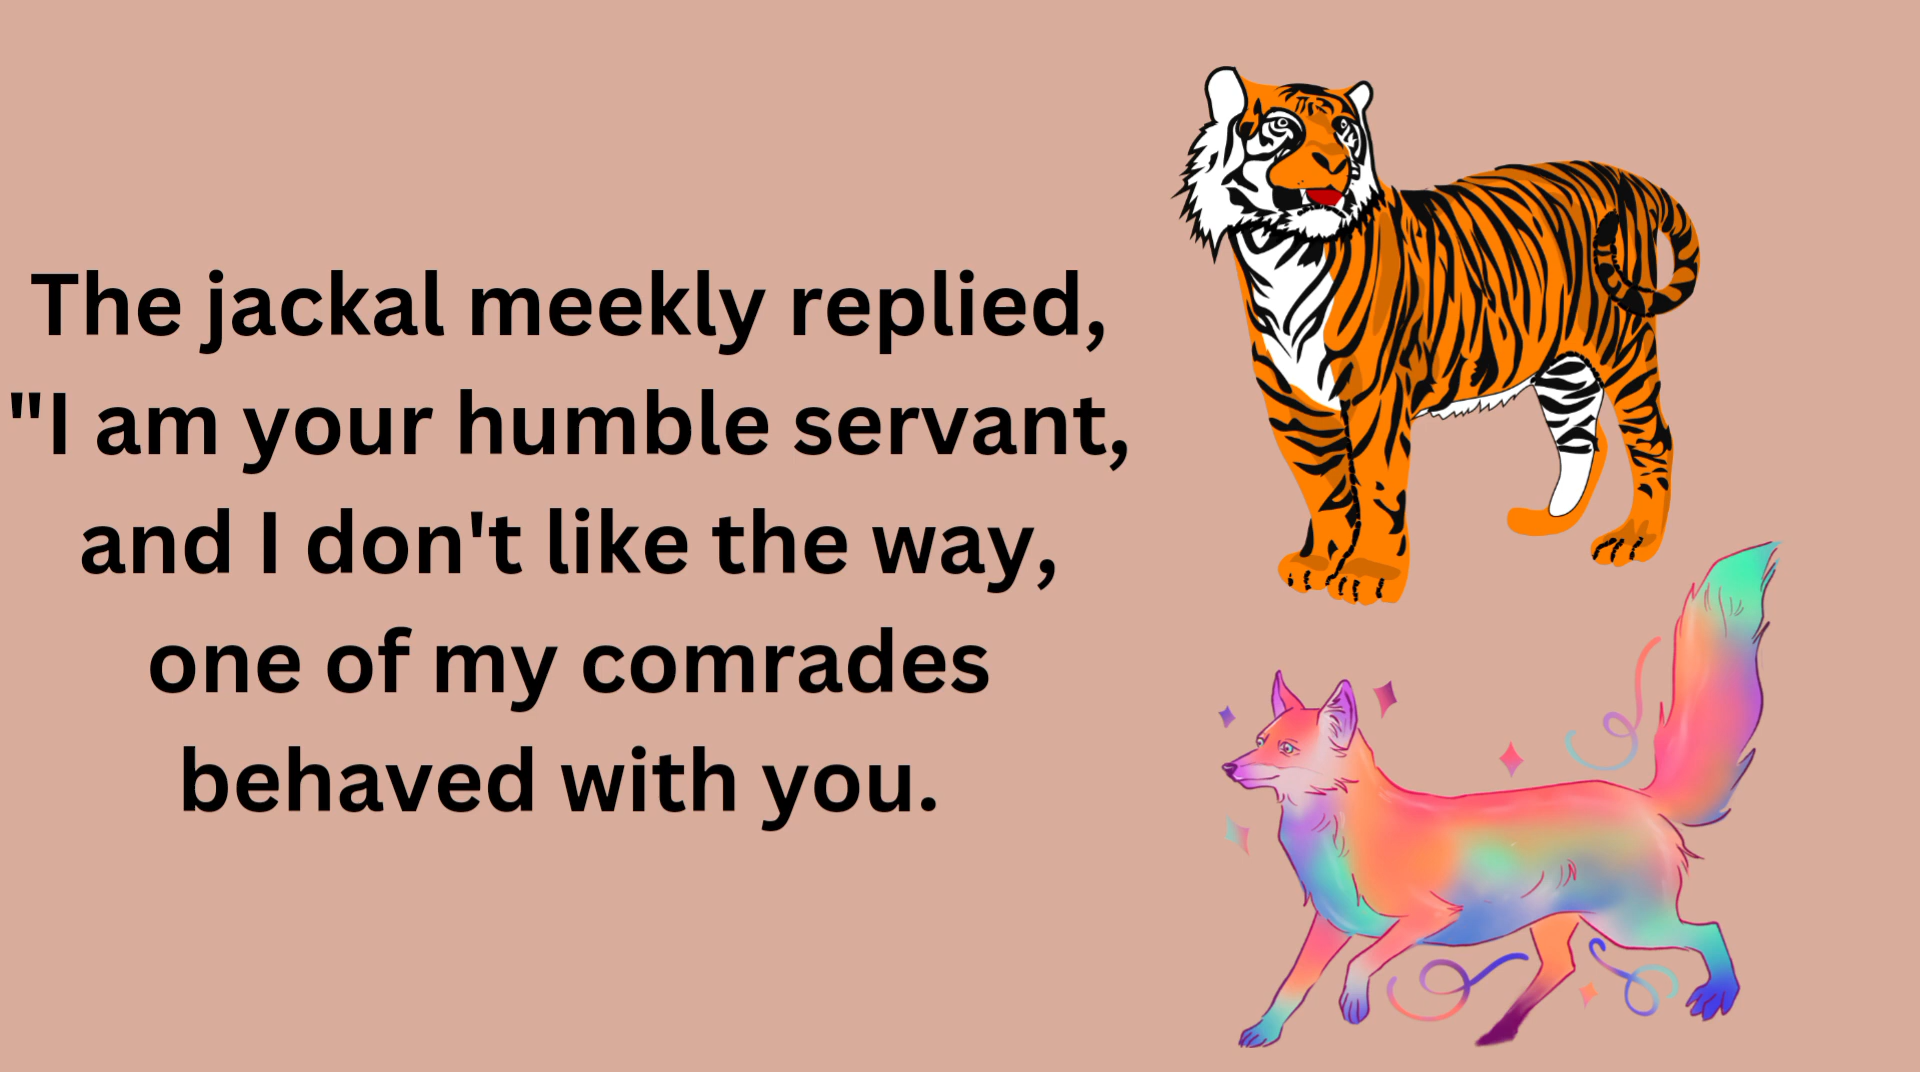 The jackal meekly replied,
"I am your humble servant,
and I don't like the way,
one of my comrades
behaved with you.